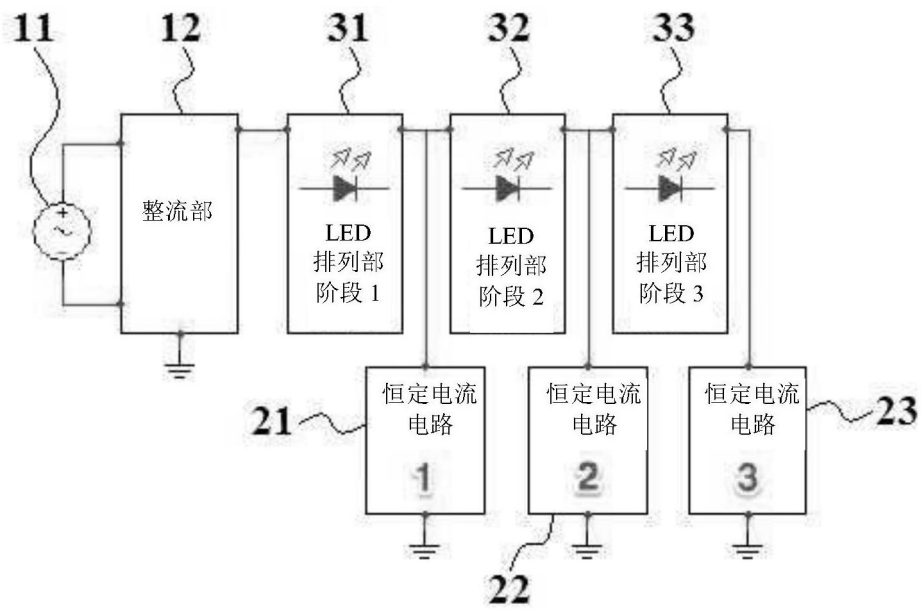 11
12
31
32
33
+
~
-
整流部
LED
排列部
阶段 1
LED
排列部
阶段 2
LED
排列部
阶段 3
21
恒定电流
电路
1
恒定电流
电路
2
恒定电流
电路
3
23
22